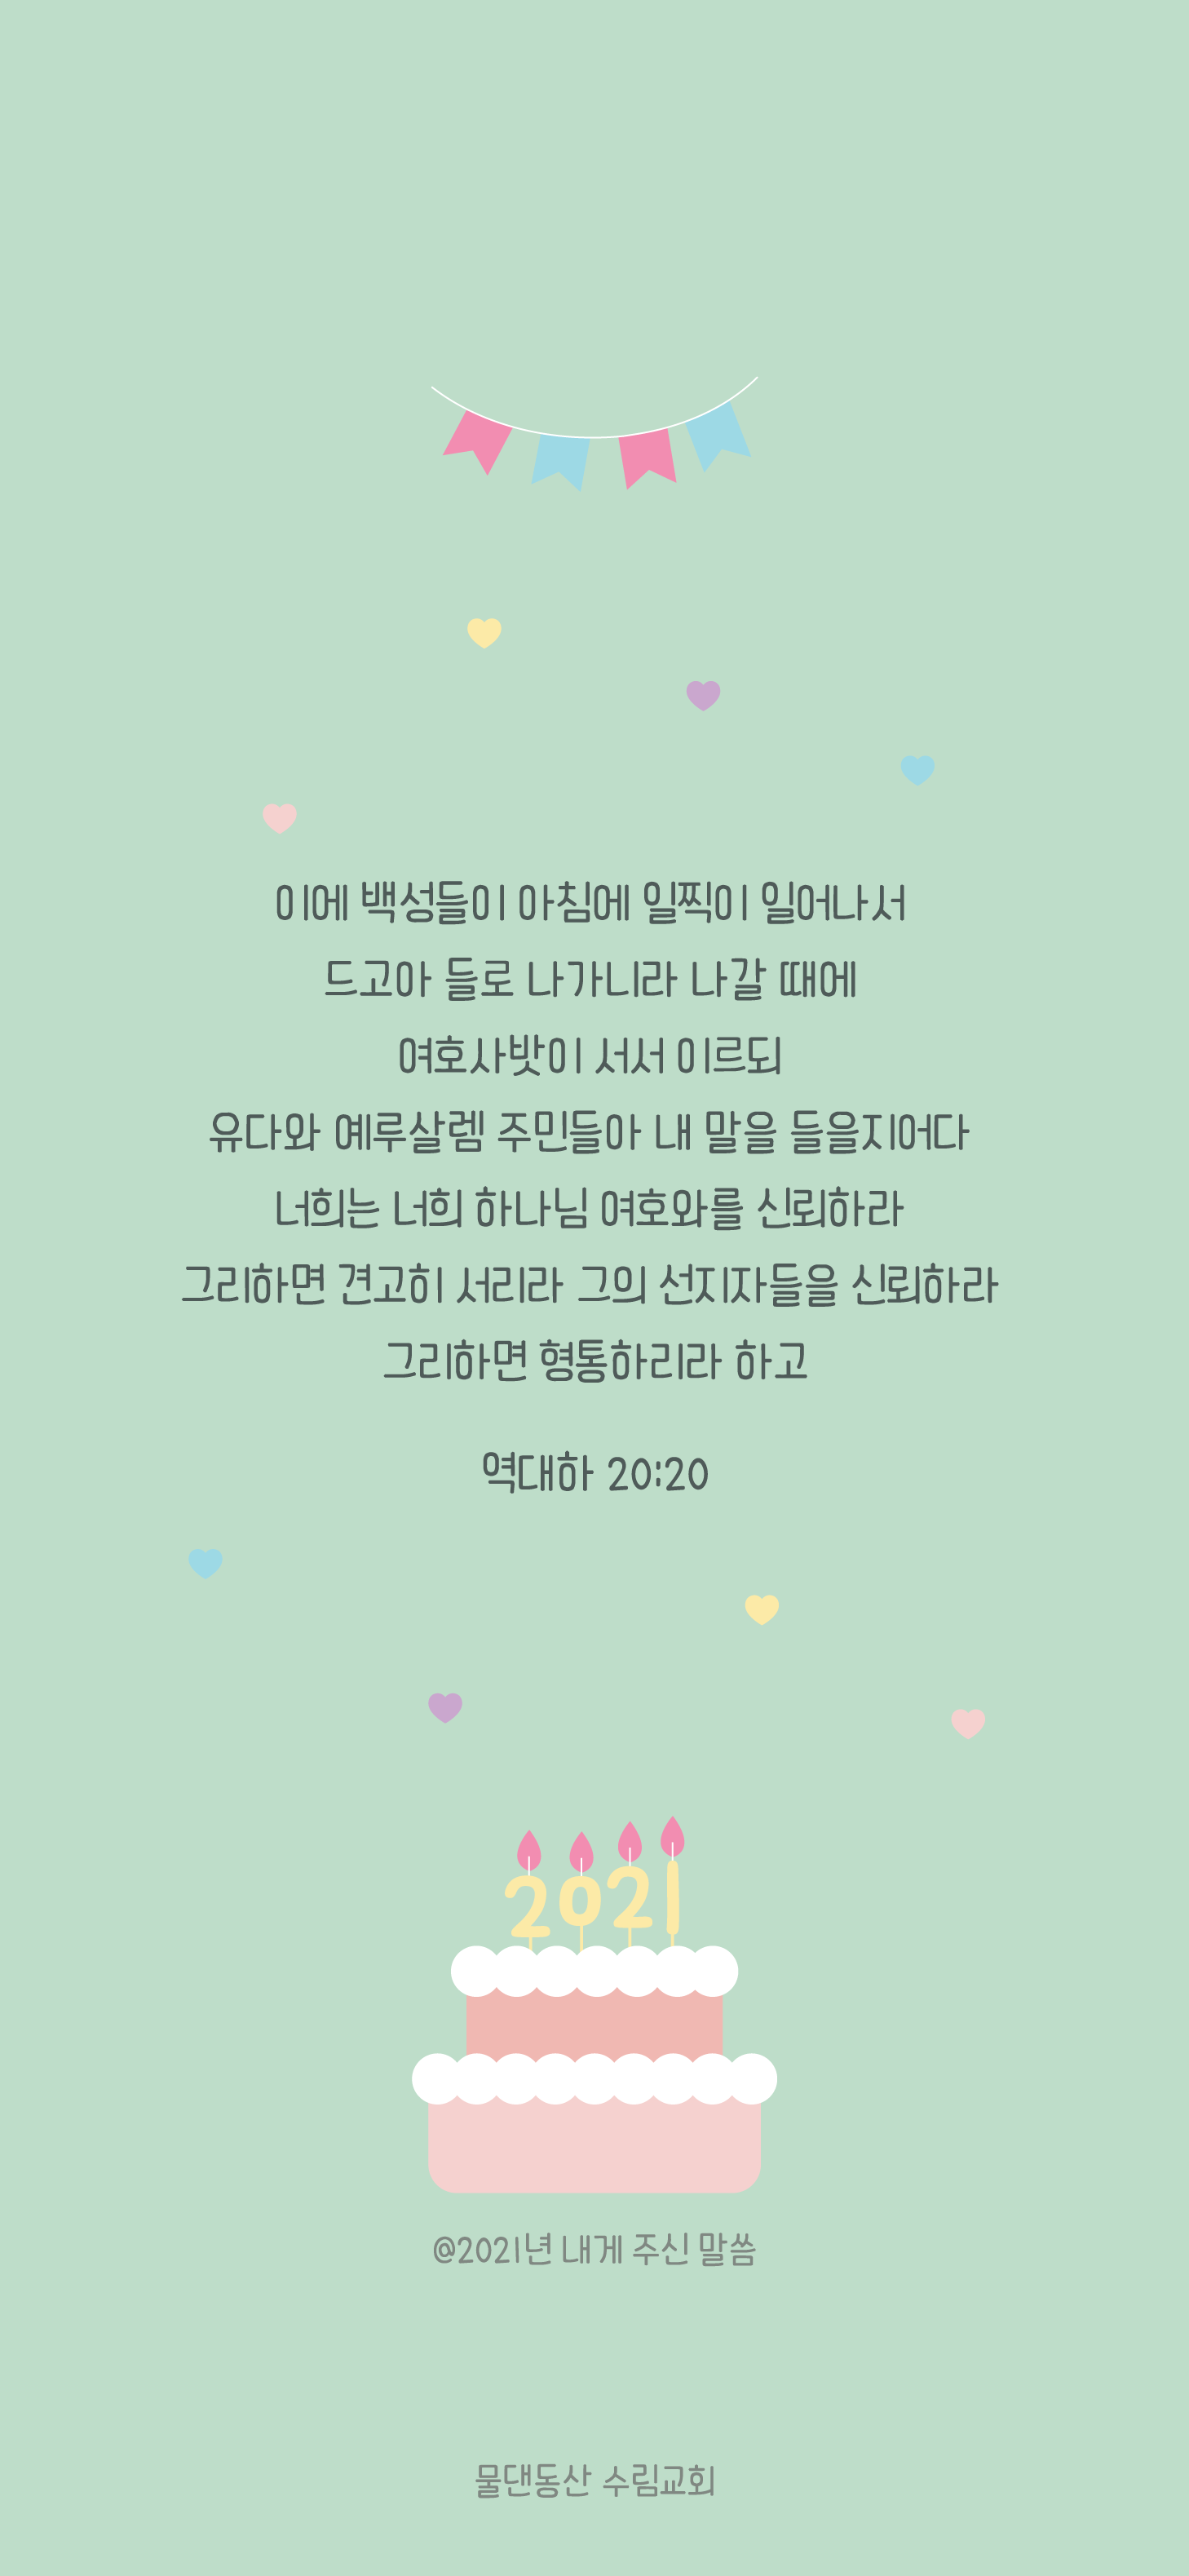 이에 백성들이 아침에 일찍이 일어나서
드고아 들로 나가니라 나갈 때에
여호사밧이 서서 이르되
유다와 예루살렘 주민들아 내 말을 들을지어다
너희는 너희 하나님 여호와를 신뢰하라
그리하면 견고히 서리라 그의 선지자들을 신뢰하라
그리하면 형통하리라 하고
역대하 20:20
2021
@2021년 내게 주신 말씀
물댄동산 수림교회